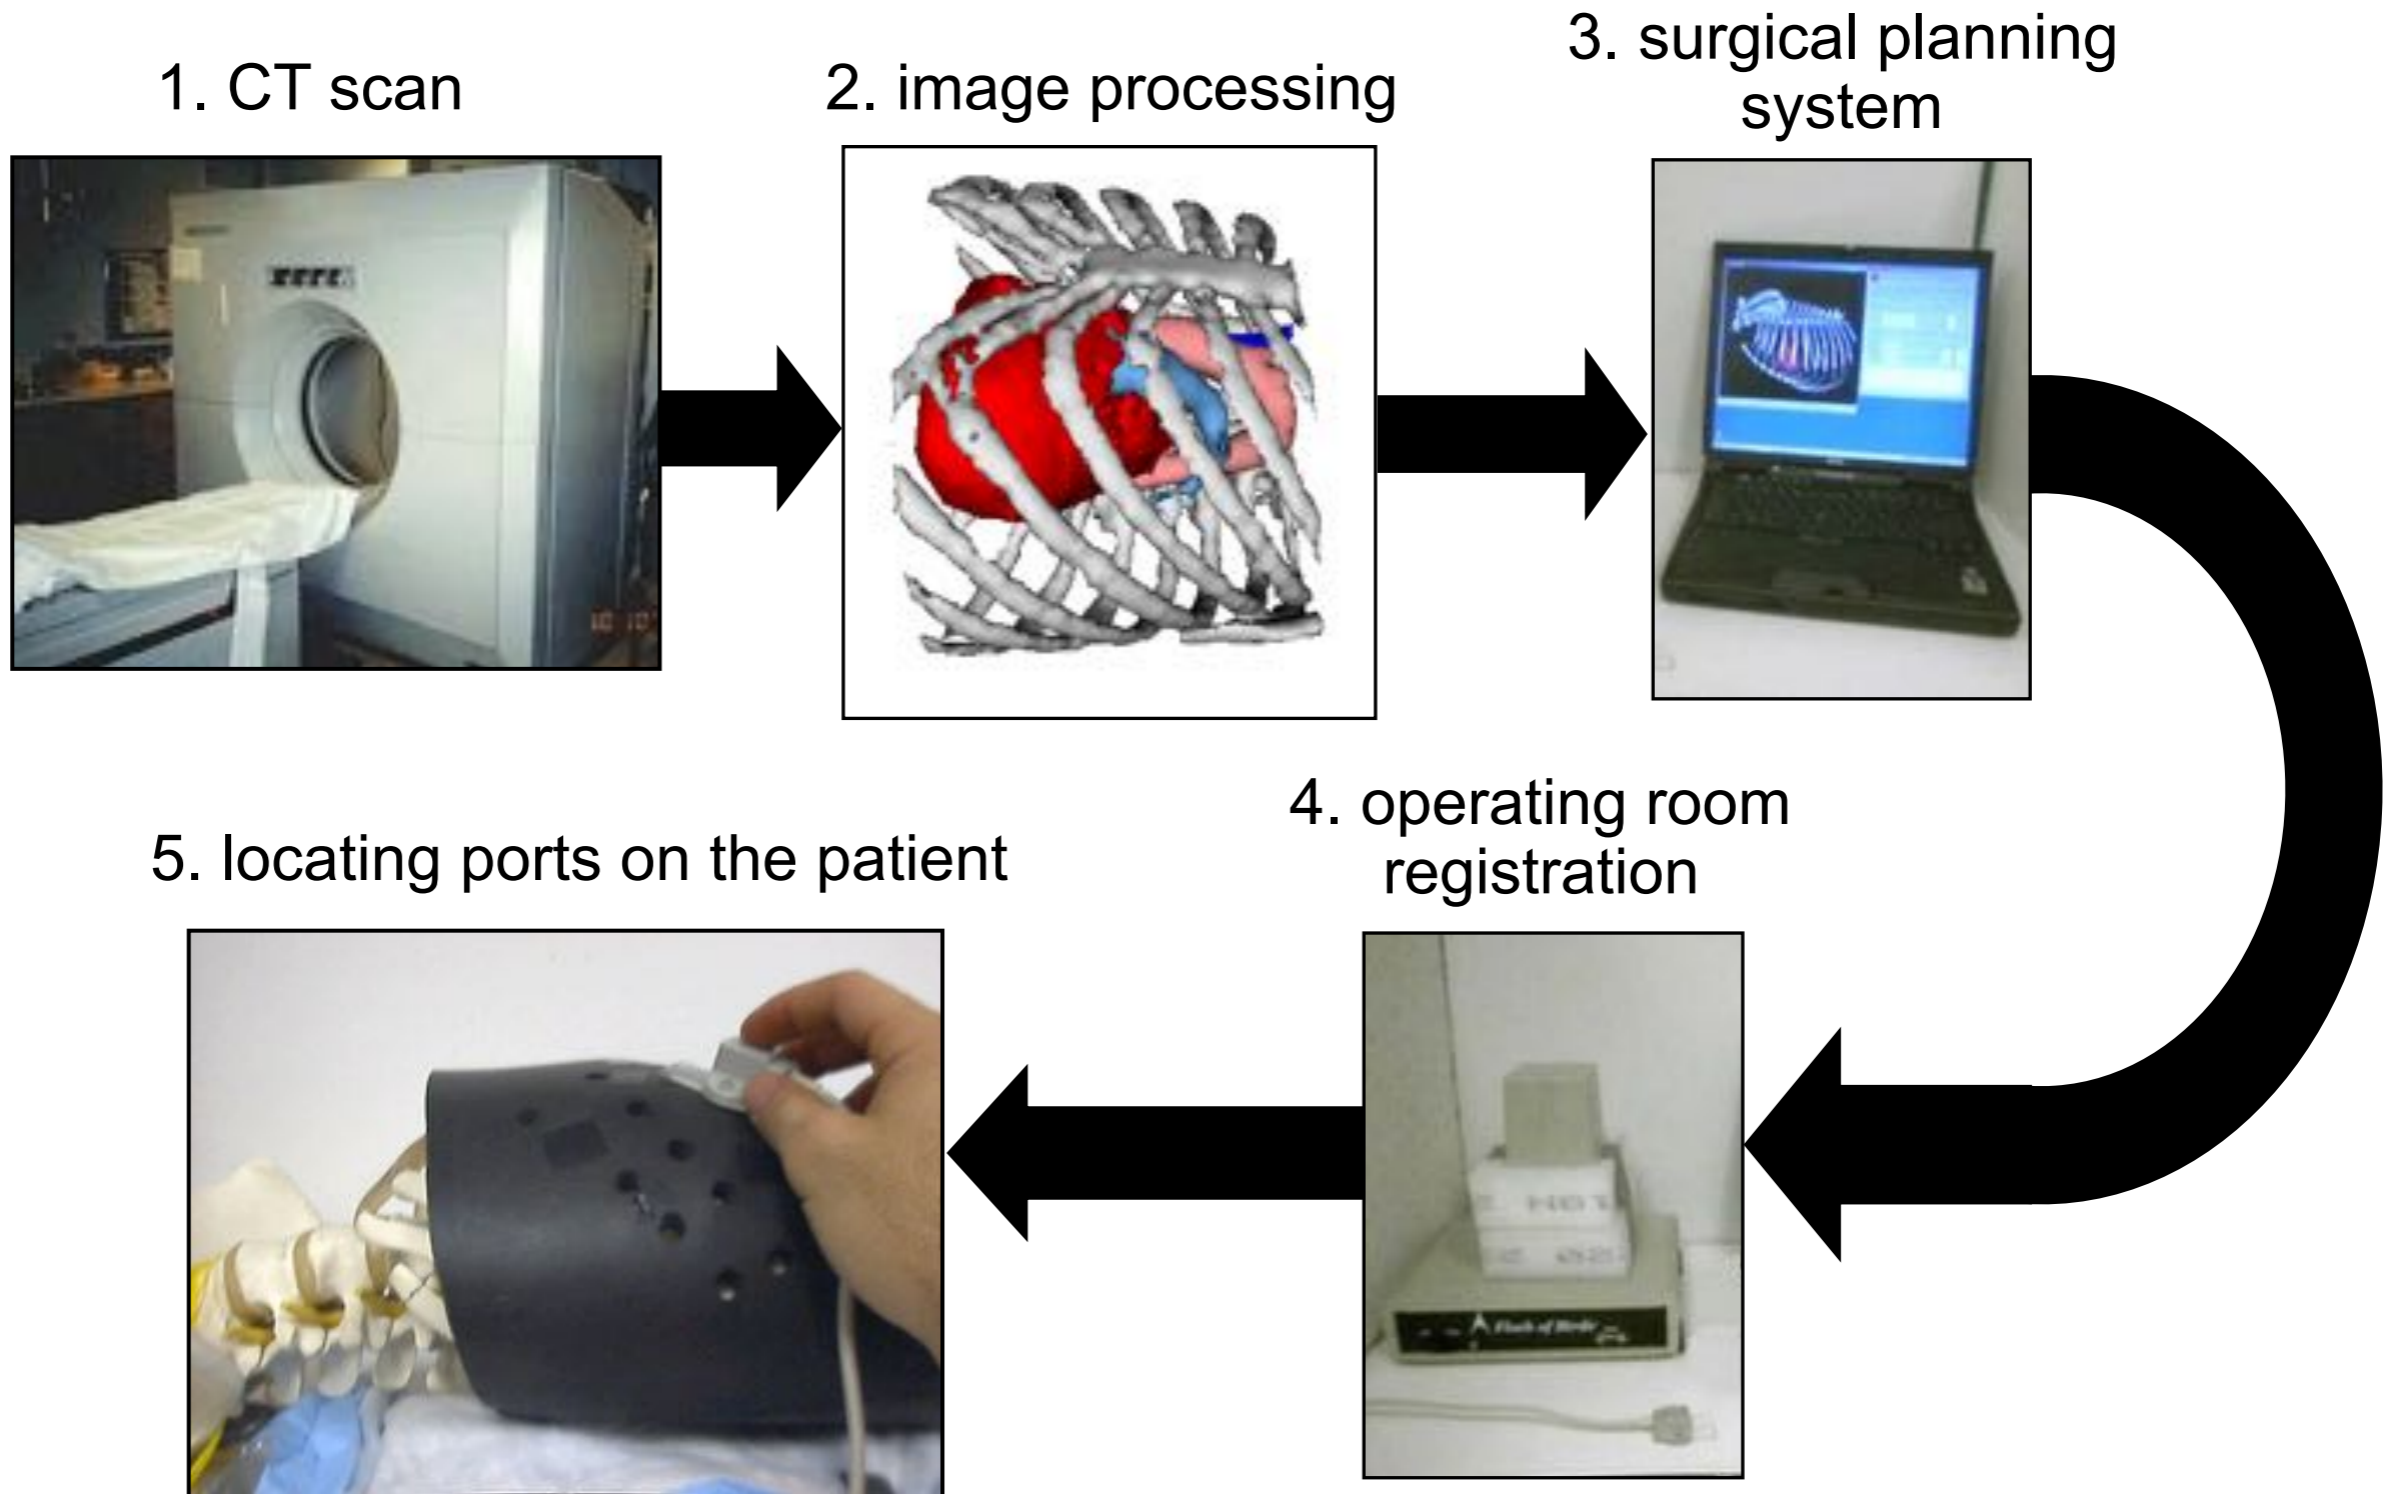 1. CT scan
2. image processing
3. surgical planning
system
4. operating room
registration
5. locating ports on the patient